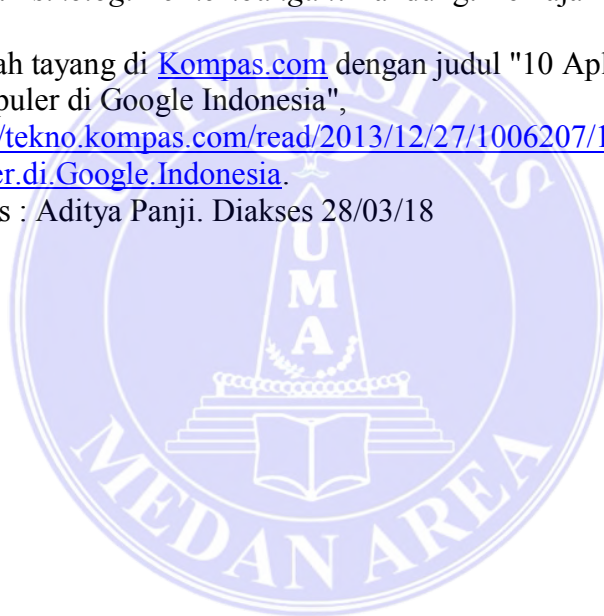 ah tayang di Kompas.com dengan judul "10 Apl
puler di Google Indonesia",
/tekno.kompas.com/read/2013/12/27/1006207/1
er.di.Google.Indonesia.
s : Aditya Panji. Diakses 28/03/18
UNIVERSITAS
UMA
MEDAN AREA